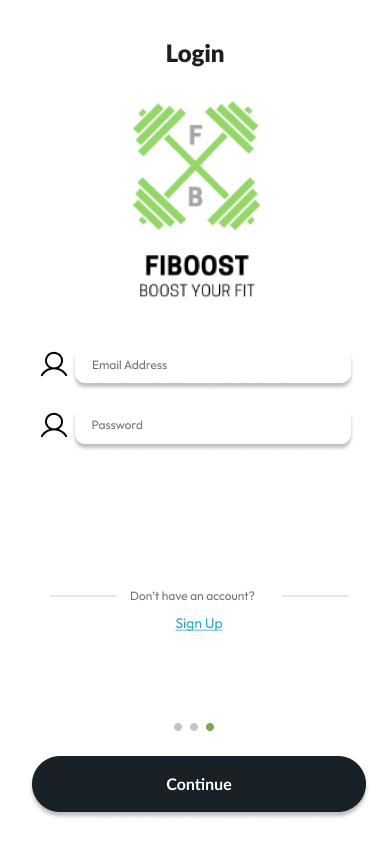 Login
F
B
FIBOOST
BOOST YOUR FIT
Email Address
Password
Don't have an account?
Sign Up
Continue